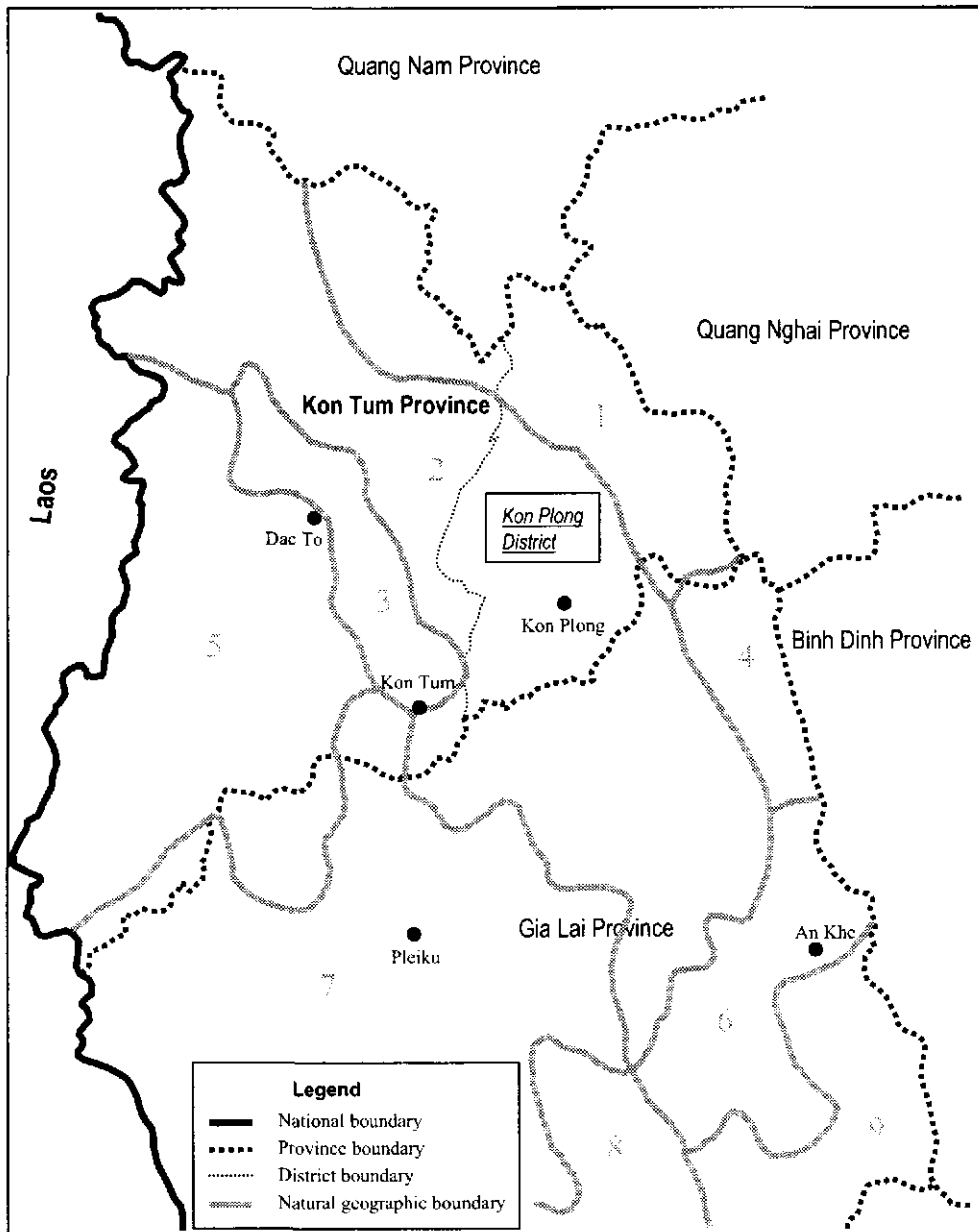 Quang Nam Province
Quang Nghai Province
Kon Tum Province
1
2
Laos
Kon Plong
District
Dac To
3
Kon Plong
5
4
Binh Dinh Province
Kon Tum
Gia Lai Province
An Khe
Pleiku
7
6
Legend
National boundary
Province boundary
District boundary
Natural geographic boundary
8
9